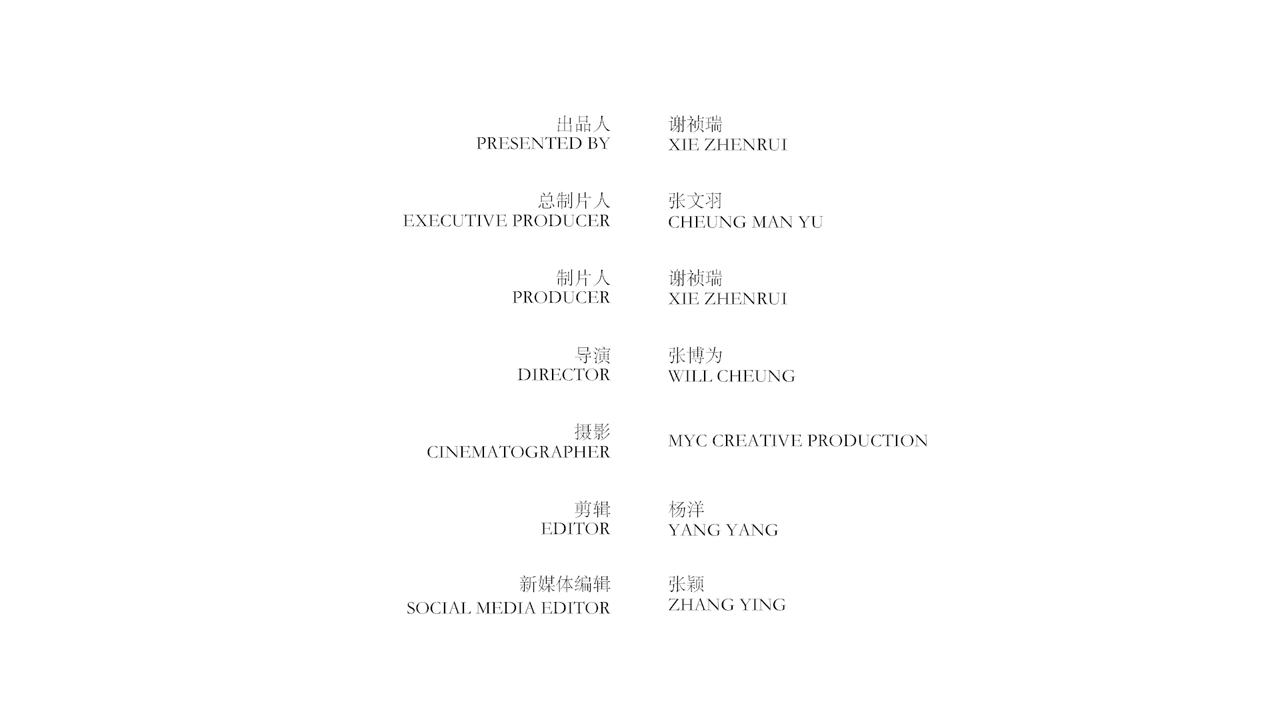 出品人 谢祯瑞
PRESENTED BY XIE ZHENRUI
总制片人 张文羽
EXECUTIVE PRODUCER CHEUNG MAN YU
制片人 谢祯瑞
PRODUCER XIE ZHENRUI
导演 张博为
DIRECTOR WILL CHEUNG
摄影
CINEMATOGRAPHER MYC CREATIVE PRODUCTION
剪辑 杨洋
EDITOR YANG YANG
新媒体编辑 张颖
SOCIAL MEDIA EDITOR ZHANG YING